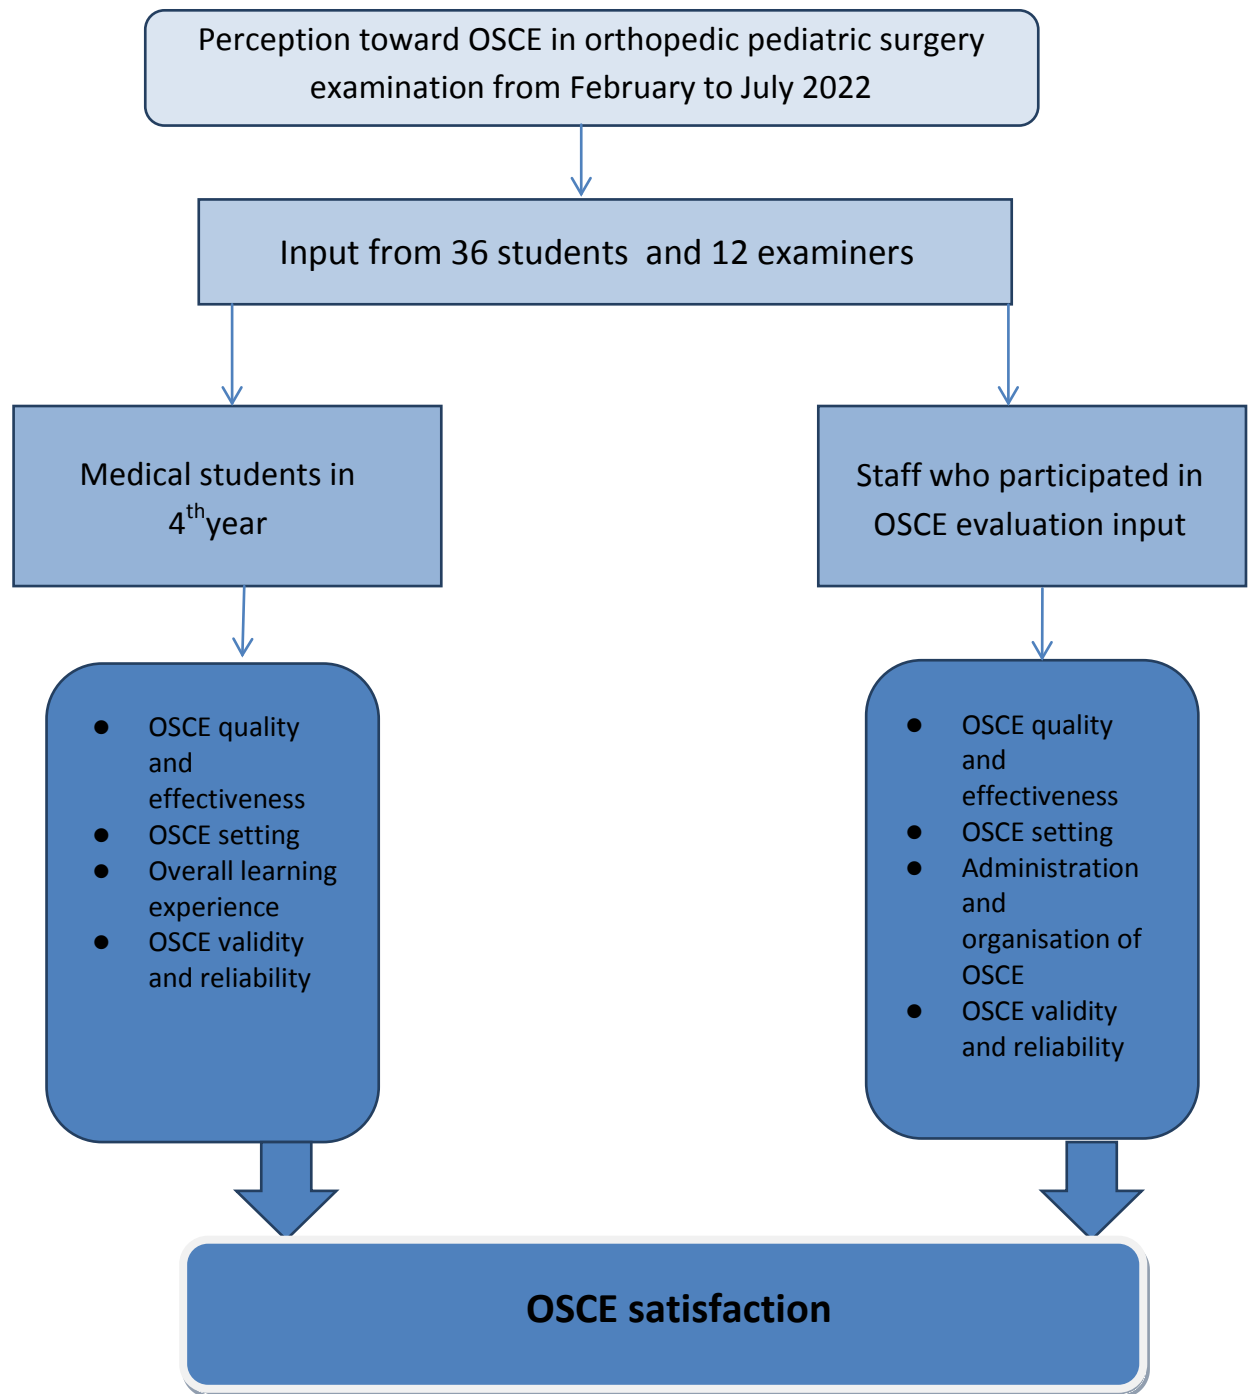 Perception toward OSCE in orthopedic pediatric surgery
examination from February to July 2022
Input from 36 students and 12 examiners
Medical students in
4th year
Staff who participated in
OSCE evaluation input
● OSCE quality
and
effectiveness
● OSCE setting
● Overall learning
experience
● OSCE validity
and reliability
● OSCE quality
and
effectiveness
● OSCE setting
● Administration
and
organisation of
OSCE
● OSCE validity
and reliability
OSCE satisfaction